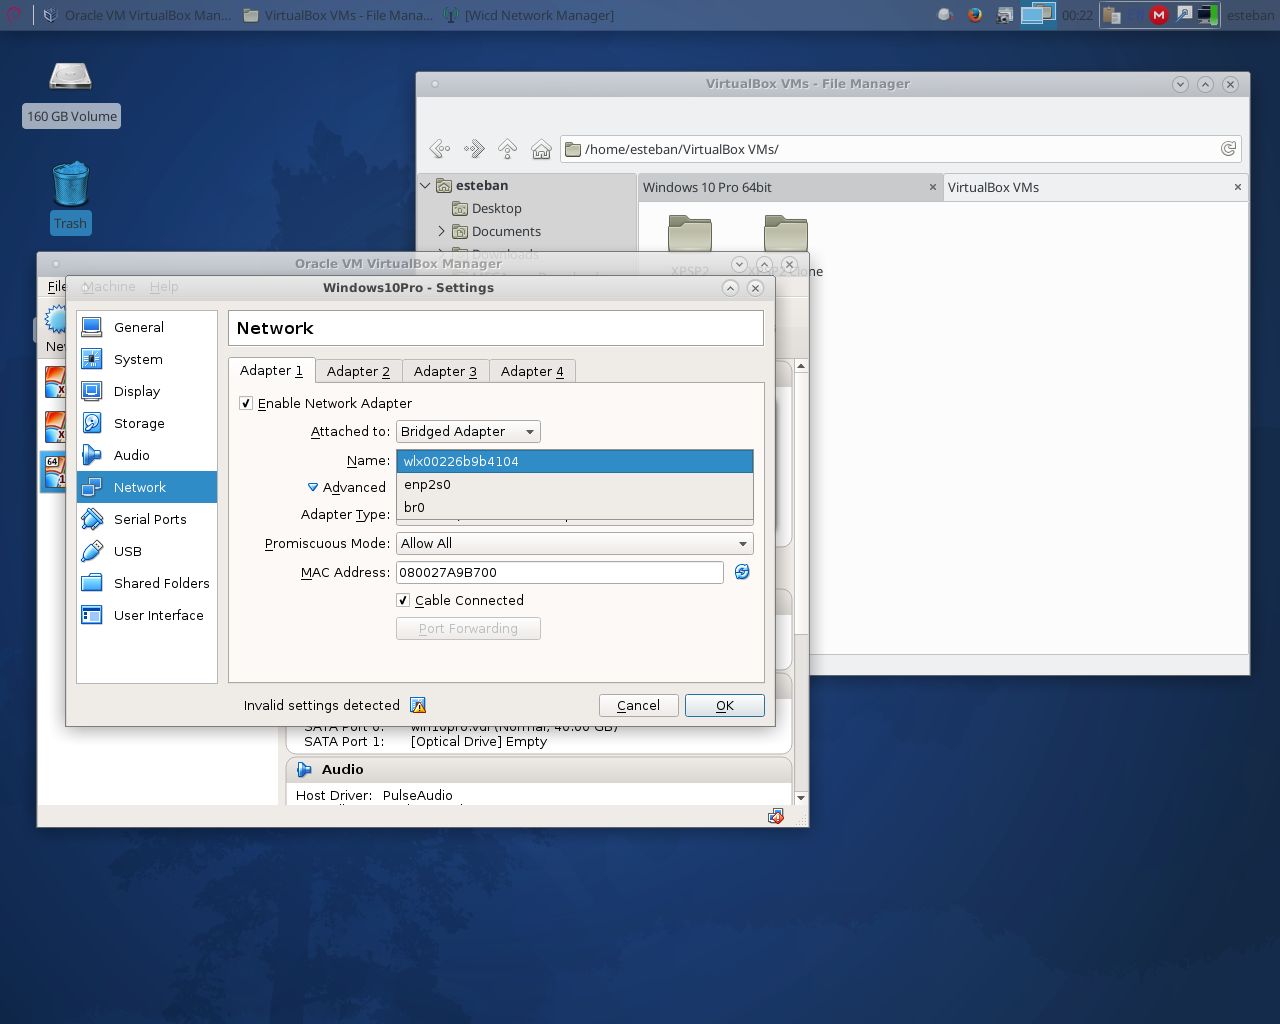 Oracle VM VirtualBox Man...
VirtualBox VMs - File Mana...
[Wicd Network Manager]
00:22
EN
esteban
160 GB Volume
Trash
VirtualBox VMs - File Manager
/home/esteban/VirtualBox VMs/
esteban
Desktop
Documents
Downloads
Windows 10 Pro 64bit
VirtualBox VMs
XPSP2
XPSP2 Clone
Oracle VM VirtualBox Manager
File
Machine
Help
Windows10Pro - Settings
General
System
Display
Storage
Audio
Network
Serial Ports
USB
Shared Folders
User Interface
Network
Adapter 1
Adapter 2
Adapter 3
Adapter 4
Enable Network Adapter
Attached to:
Bridged Adapter
Name:
wlx00226b9b4104
enp2s0
br0
Advanced
Adapter Type:
Promiscuous Mode:
Allow All
MAC Address:
080027A9B700
Cable Connected
Port Forwarding
Invalid settings detected
Cancel
OK
SATA Port 0: win10pro.vdi (Normal, 40.00 GB)
SATA Port 1: [Optical Drive] Empty
Audio
Host Driver: PulseAudio